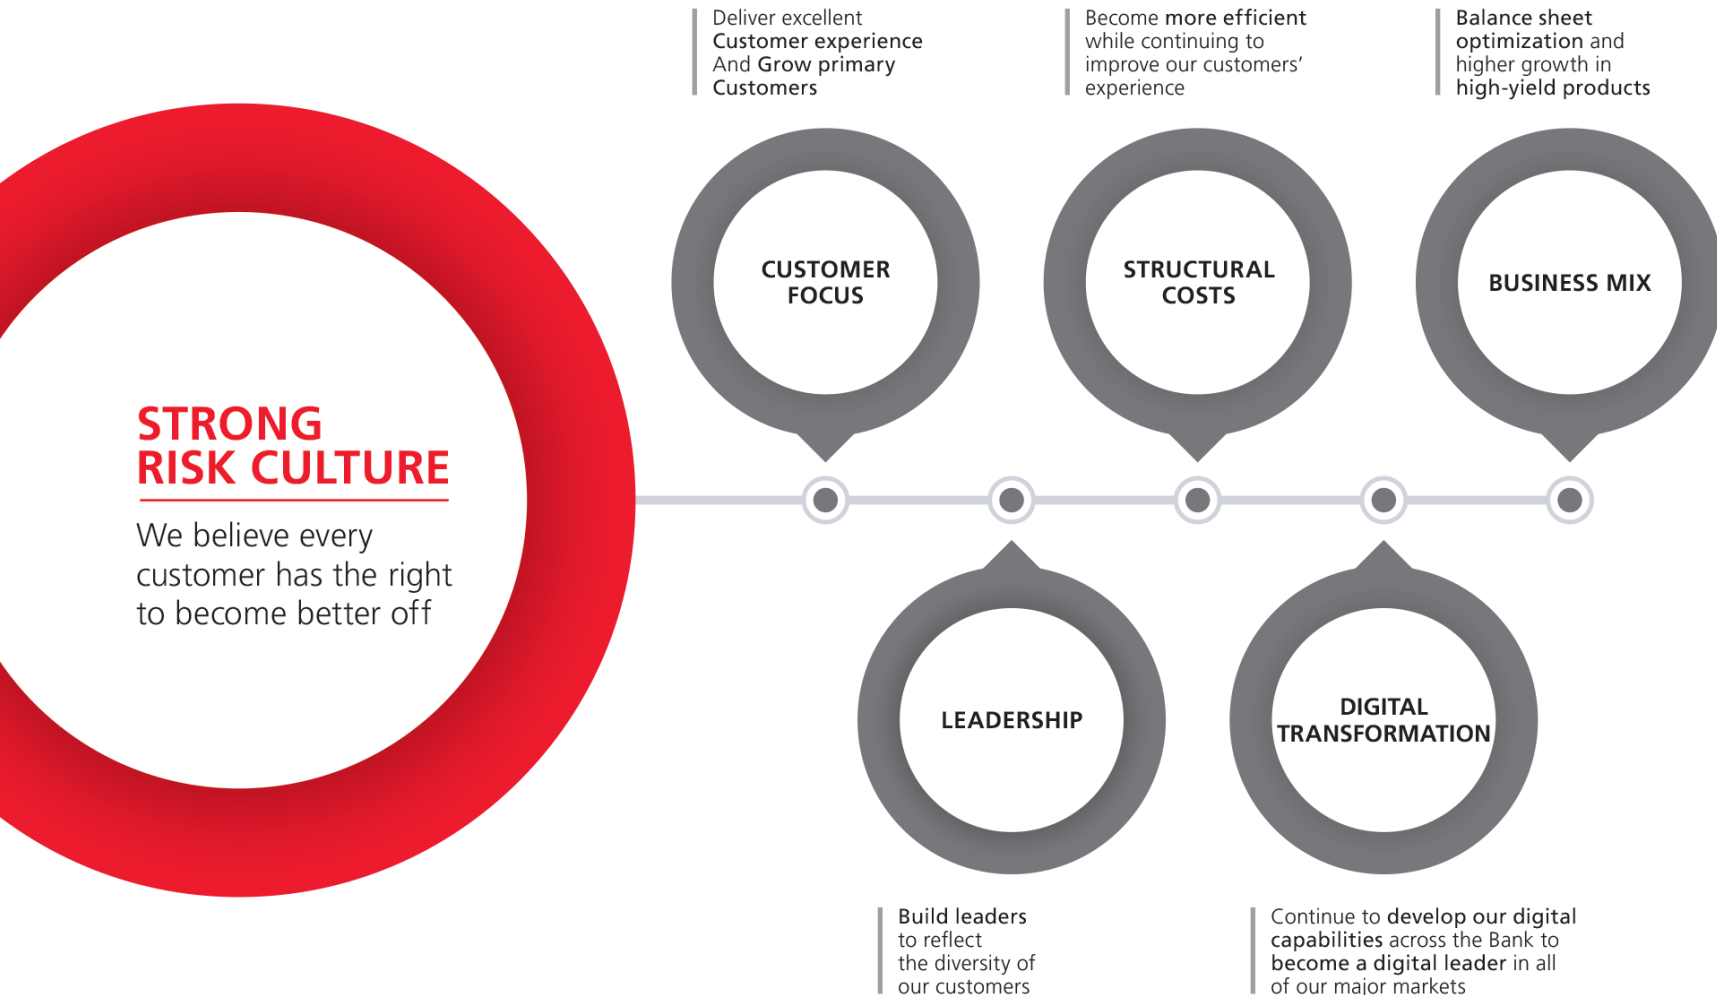 Deliver excellent
Customer experience
And Grow primary
Customers
Become more efficient
while continuing to
improve our customers’
experience
Balance sheet
optimization and
higher growth in
high-yield products
CUSTOMER
FOCUS
STRUCTURAL
COSTS
BUSINESS MIX
STRONG
RISK CULTURE
We believe every
customer has the right
to become better off
LEADERSHIP
DIGITAL
TRANSFORMATION
Build leaders
to reflect
the diversity of
our customers
Continue to develop our digital
capabilities across the Bank to
become a digital leader in all
of our major markets